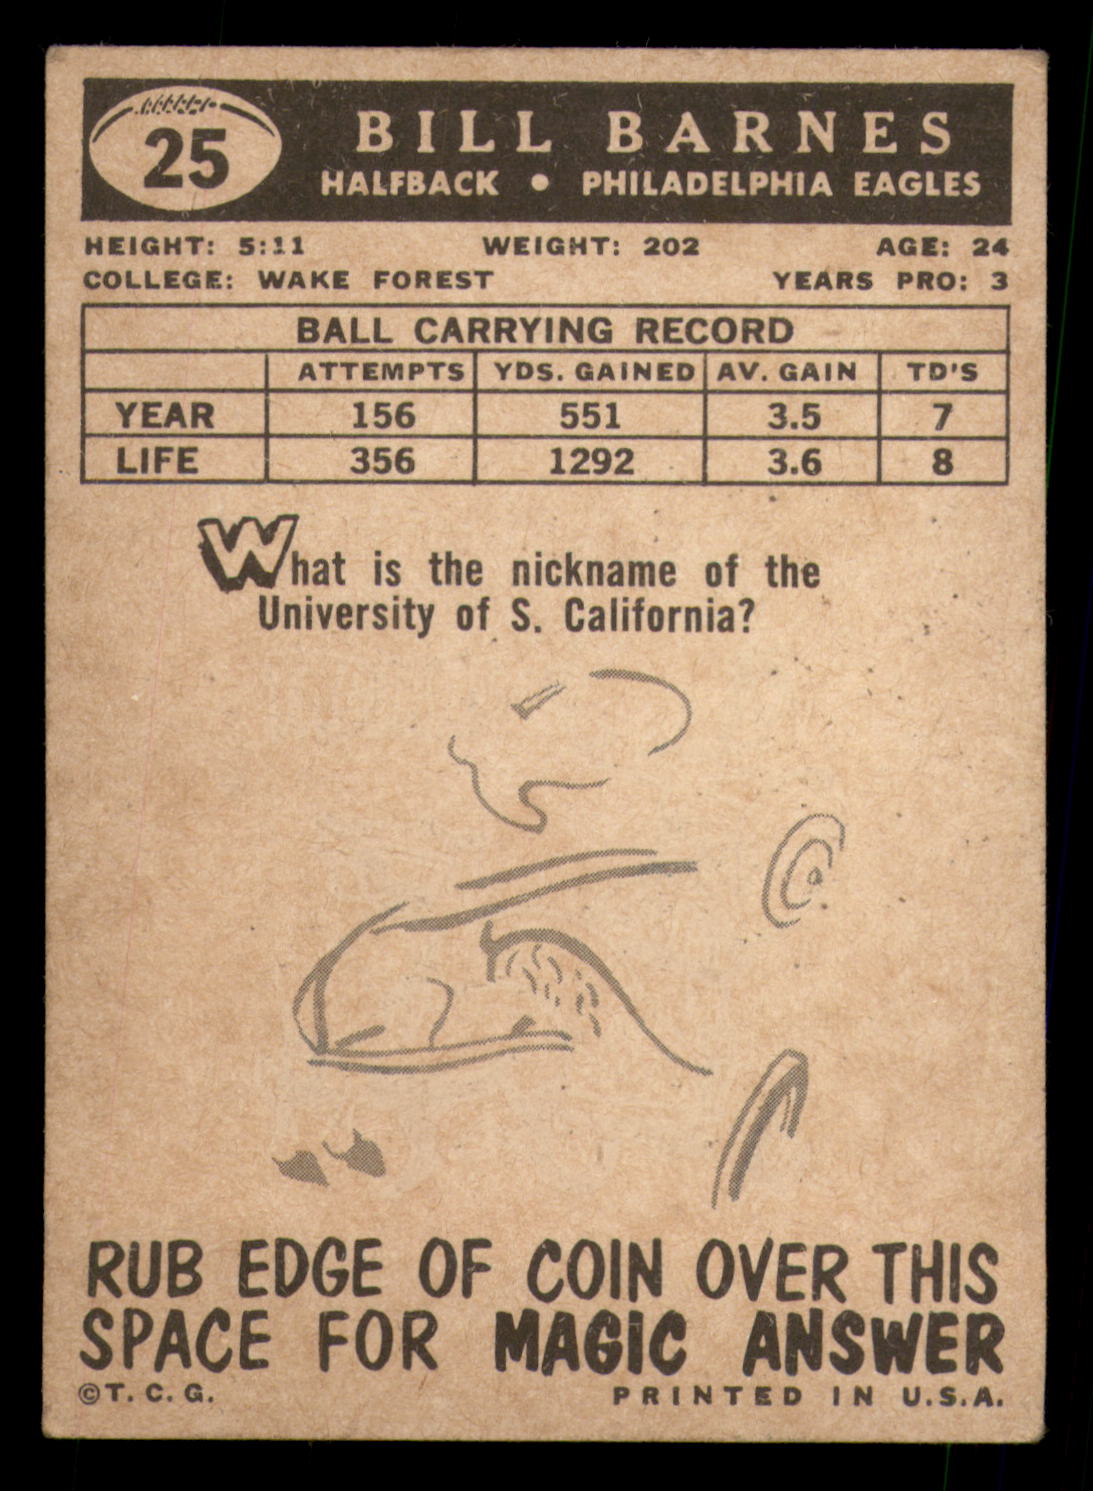 25
BILL BARNES
HALFBACK • PHILADELPHIA EAGLES
HEIGHT: 5:11 WEIGHT: 202 AGE: 24
COLLEGE: WAKE FOREST YEARS PRO: 3
BALL CARRYING RECORD
ATTEMPTS YDS. GAINED AV. GAIN TD'S
YEAR 156 551 3.5 7
LIFE 356 1292 3.6 8
What is the nickname of the
University of S. California?
RUB EDGE OF COIN OVER THIS
SPACE FOR MAGIC ANSWER
©T.C.G. PRINTED IN U.S.A.